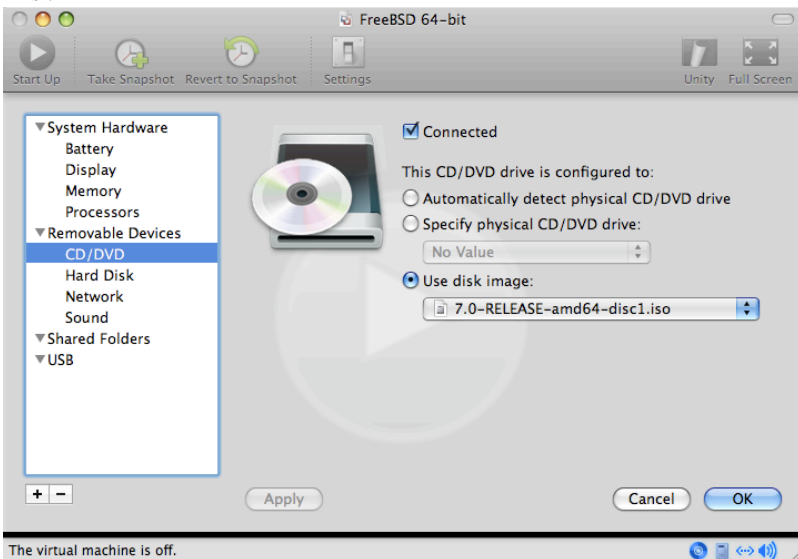 FreeBSD 64-bit
Start Up Take Snapshot Revert to Snapshot Settings Unity Full Screen
System Hardware
Battery
Display
Memory
Processors
Removable Devices
CD/DVD
Hard Disk
Network
Sound
Shared Folders
USB
+ −
Connected
This CD/DVD drive is configured to:
Automatically detect physical CD/DVD drive
Specify physical CD/DVD drive:
No Value
Use disk image:
7.0-RELEASE-amd64-disc1.iso
Apply Cancel OK
The virtual machine is off.